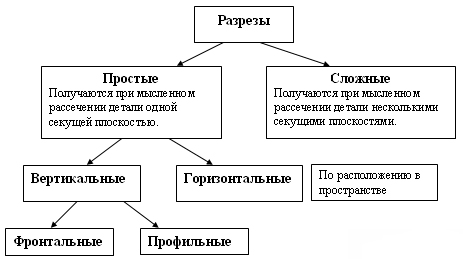 Разрезы
Простые
Получаются при мысленном
рассечении детали одной
секущей плоскостью.
Сложные
Получаются при мысленном
рассечении детали несколькими
секущими плоскостями.
Вертикальные
Горизонтальные
По расположению в
пространстве
Фронтальные
Профильные